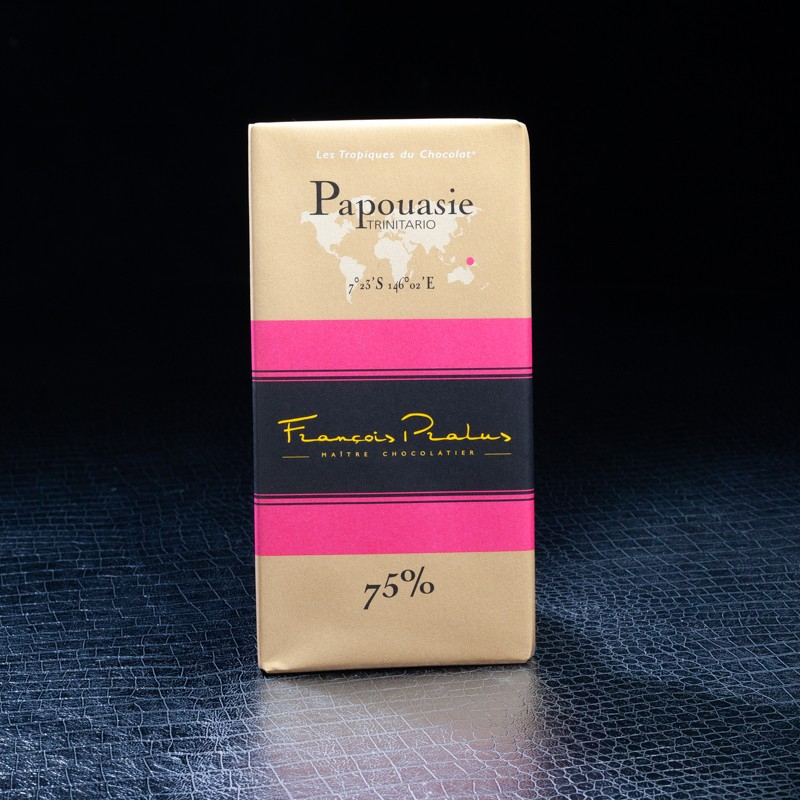 Les Tropiques du Chocolat®
Papouasie
TRINITARIO
7°23'S 146°02'E
François Pralus
MAÎTRE CHOCOLATIER
75%